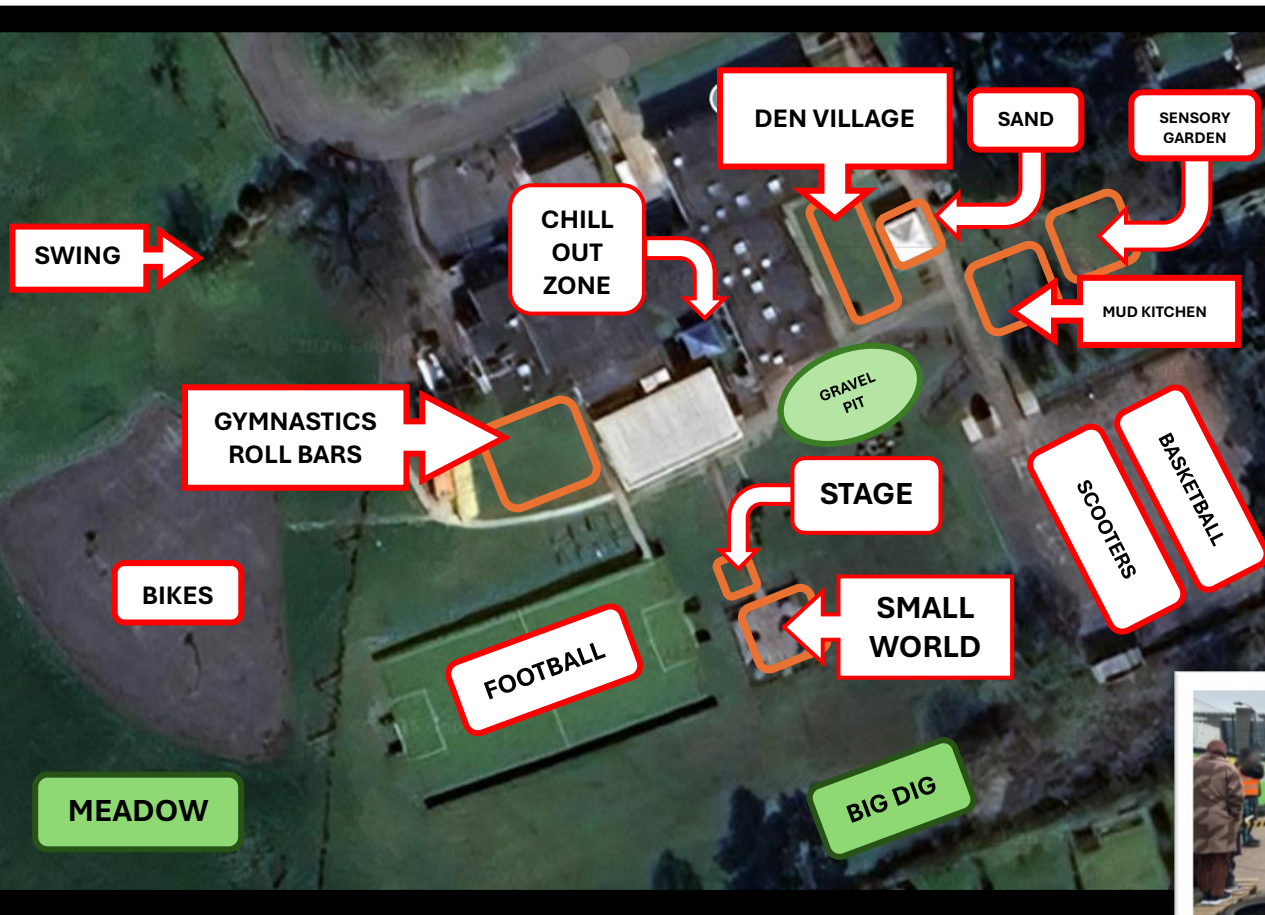 DEN VILLAGE
SAND
SENSORY
GARDEN
CHILL
OUT
ZONE
SWING
MUD KITCHEN
GRAVEL
PIT
GYMNASTICS
ROLL BARS
STAGE
SCOOTERS
BASKETBALL
BIKES
SMALL
WORLD
FOOTBALL
MEADOW
BIG DIG